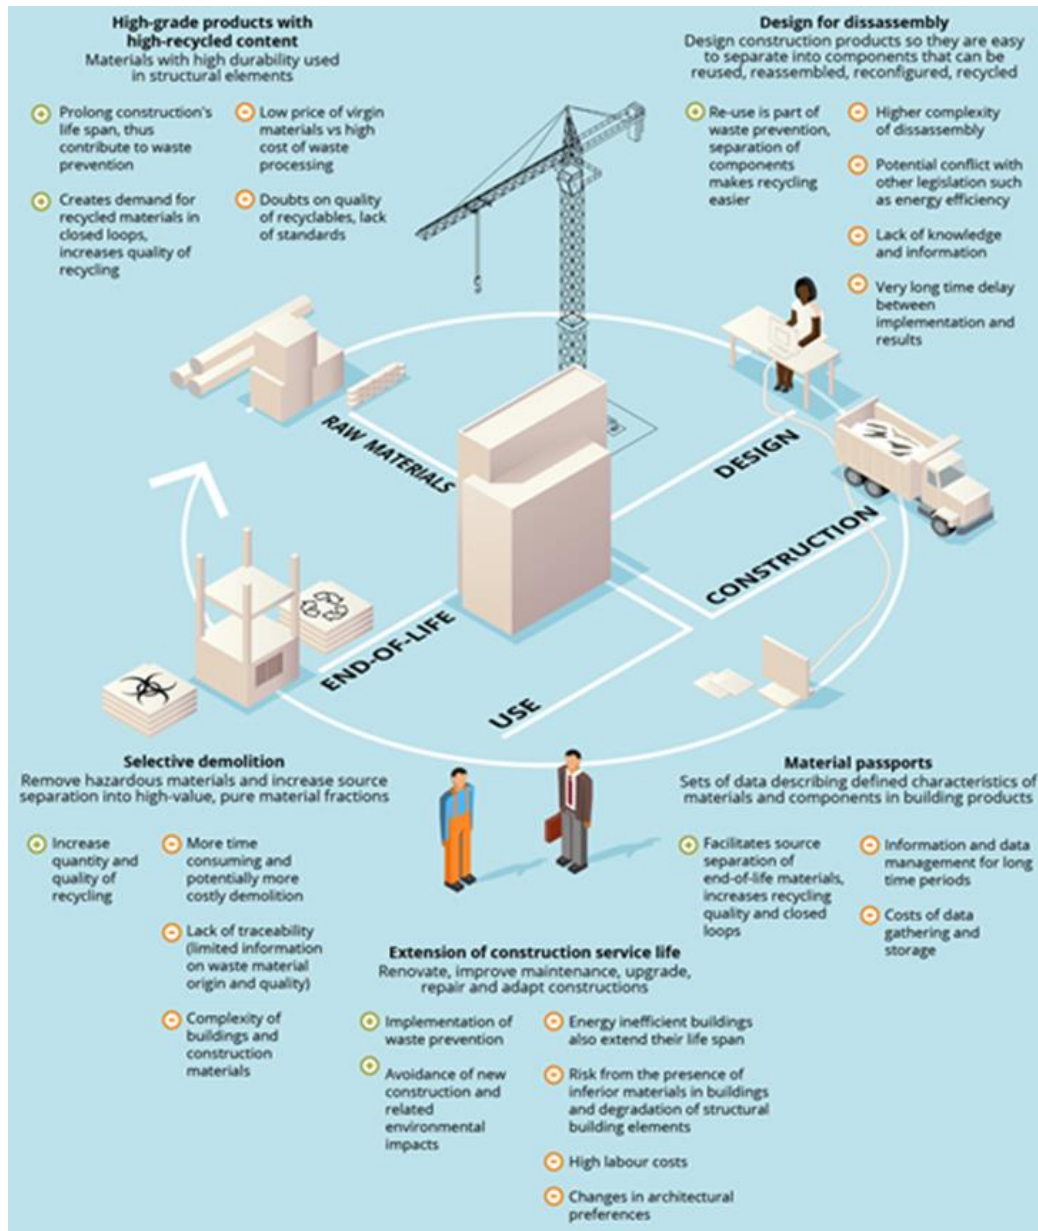 High-grade products with
high-recycled content
Materials with high durability used
in structural elements
Prolong construction's
life span, thus
contribute to waste
prevention
Creates demand for
recycled materials in
closed loops,
increases quality of
recycling
Low price of virgin
materials vs high
cost of waste
processing
Doubts on quality
of recyclables, lack
of standards
Design for dissassembly
Design construction products so they are easy
to separate into components that can be
reused, reassembled, reconfigured, recycled
Re-use is part of
waste prevention,
separation of
components
makes recycling
easier
Higher complexity
of dissassembly
Potential conflict with
other legislation such
as energy efficiency
Lack of knowledge
and information
Very long time delay
between
implementation and
results
RAW MATERIALS
DESIGN
CONSTRUCTION
END-OF-LIFE
USE
Selective demolition
Remove hazardous materials and increase source
separation into high-value, pure material fractions
Increase
quantity and
quality of
recycling
More time
consuming and
potentially more
costly demolition
Lack of traceability
(limited information
on waste material
origin and quality)
Complexity of
buildings and
construction
materials
Material passports
Sets of data describing defined characteristics of
materials and components in building products
Facilitates source
separation of
end-of-life materials,
increases recycling
quality and closed
loops
Information and data
management for long
time periods
Costs of data
gathering and
storage
Extension of construction service life
Renovate, improve maintenance, upgrade,
repair and adapt constructions
Implementation of
waste prevention
Avoidance of new
construction and
related
environmental
impacts
Energy inefficient buildings
also extend their life span
Risk from the presence of
inferior materials in buildings
and degradation of structural
building elements
High labour costs
Changes in architectural
preferences